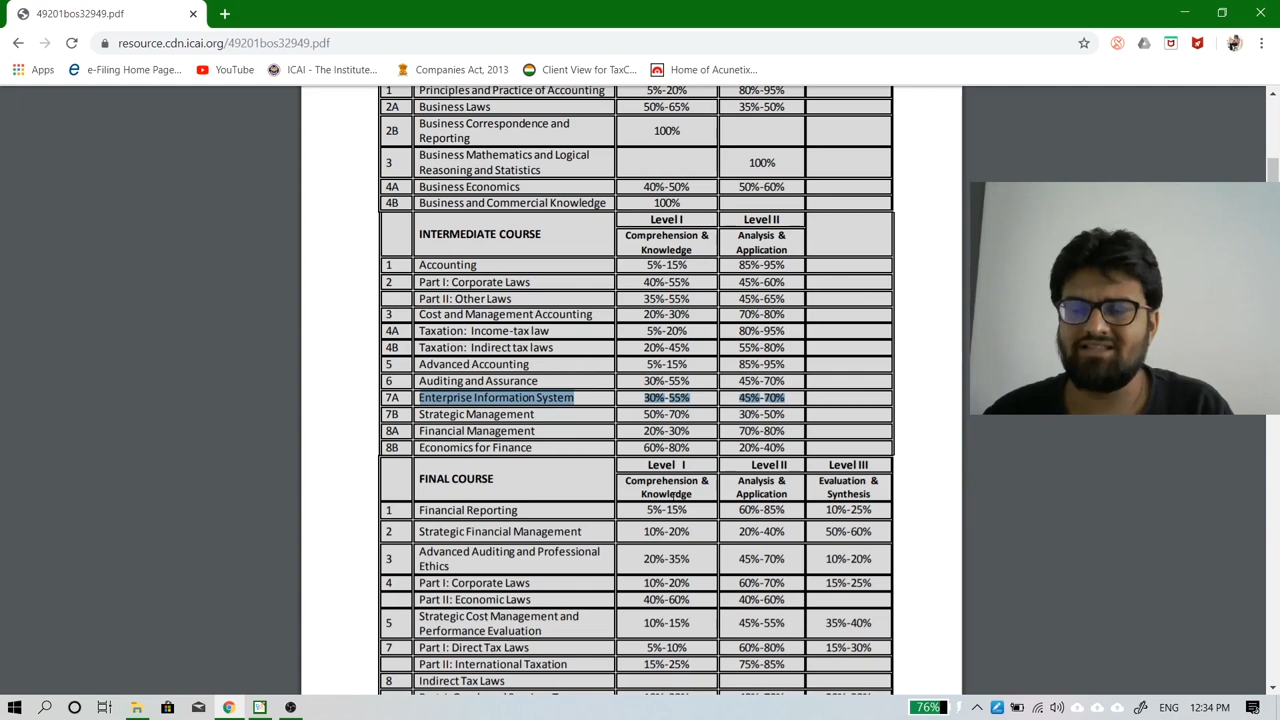 49201bos32949.pdf
resource.cdn.icai.org/49201bos32949.pdf
Apps e-Filing Home Page... YouTube ICAI - The Institute... Companies Act, 2013 Client View for TaxC... Home of Acunetix...
1 Principles and Practice of Accounting 5%-20% 80%-95%
2A Business Laws 50%-65% 35%-50%
2B Business Correspondence and Reporting 100%
3 Business Mathematics and Logical Reasoning and Statistics 100%
4A Business Economics 40%-50% 50%-60%
4B Business and Commercial Knowledge 100%
INTERMEDIATE COURSE Level I Level II
Comprehension & Knowledge Analysis & Application
1 Accounting 5%-15% 85%-95%
2 Part I: Corporate Laws 40%-55% 45%-60%
Part II: Other Laws 35%-55% 45%-65%
3 Cost and Management Accounting 20%-30% 70%-80%
4A Taxation: Income-tax law 5%-20% 80%-95%
4B Taxation: Indirect tax laws 20%-45% 55%-80%
5 Advanced Accounting 5%-15% 85%-95%
6 Auditing and Assurance 30%-55% 45%-70%
7A Enterprise Information System 30%-55% 45%-70%
7B Strategic Management 50%-70% 30%-50%
8A Financial Management 20%-30% 70%-80%
8B Economics for Finance 60%-80% 20%-40%
FINAL COURSE Level I Level II Level III
Comprehension & Knowledge Analysis & Application Evaluation & Synthesis
1 Financial Reporting 5%-15% 60%-85% 10%-25%
2 Strategic Financial Management 10%-20% 20%-40% 50%-60%
3 Advanced Auditing and Professional Ethics 20%-35% 45%-70% 10%-20%
4 Part I: Corporate Laws 10%-20% 60%-70% 15%-25%
Part II: Economic Laws 40%-60% 40%-60%
5 Strategic Cost Management and Performance Evaluation 10%-15% 45%-55% 35%-40%
7 Part I: Direct Tax Laws 5%-10% 60%-80% 15%-30%
Part II: International Taxation 15%-25% 75%-85%
8 Indirect Tax Laws
76% ENG 12:34 PM